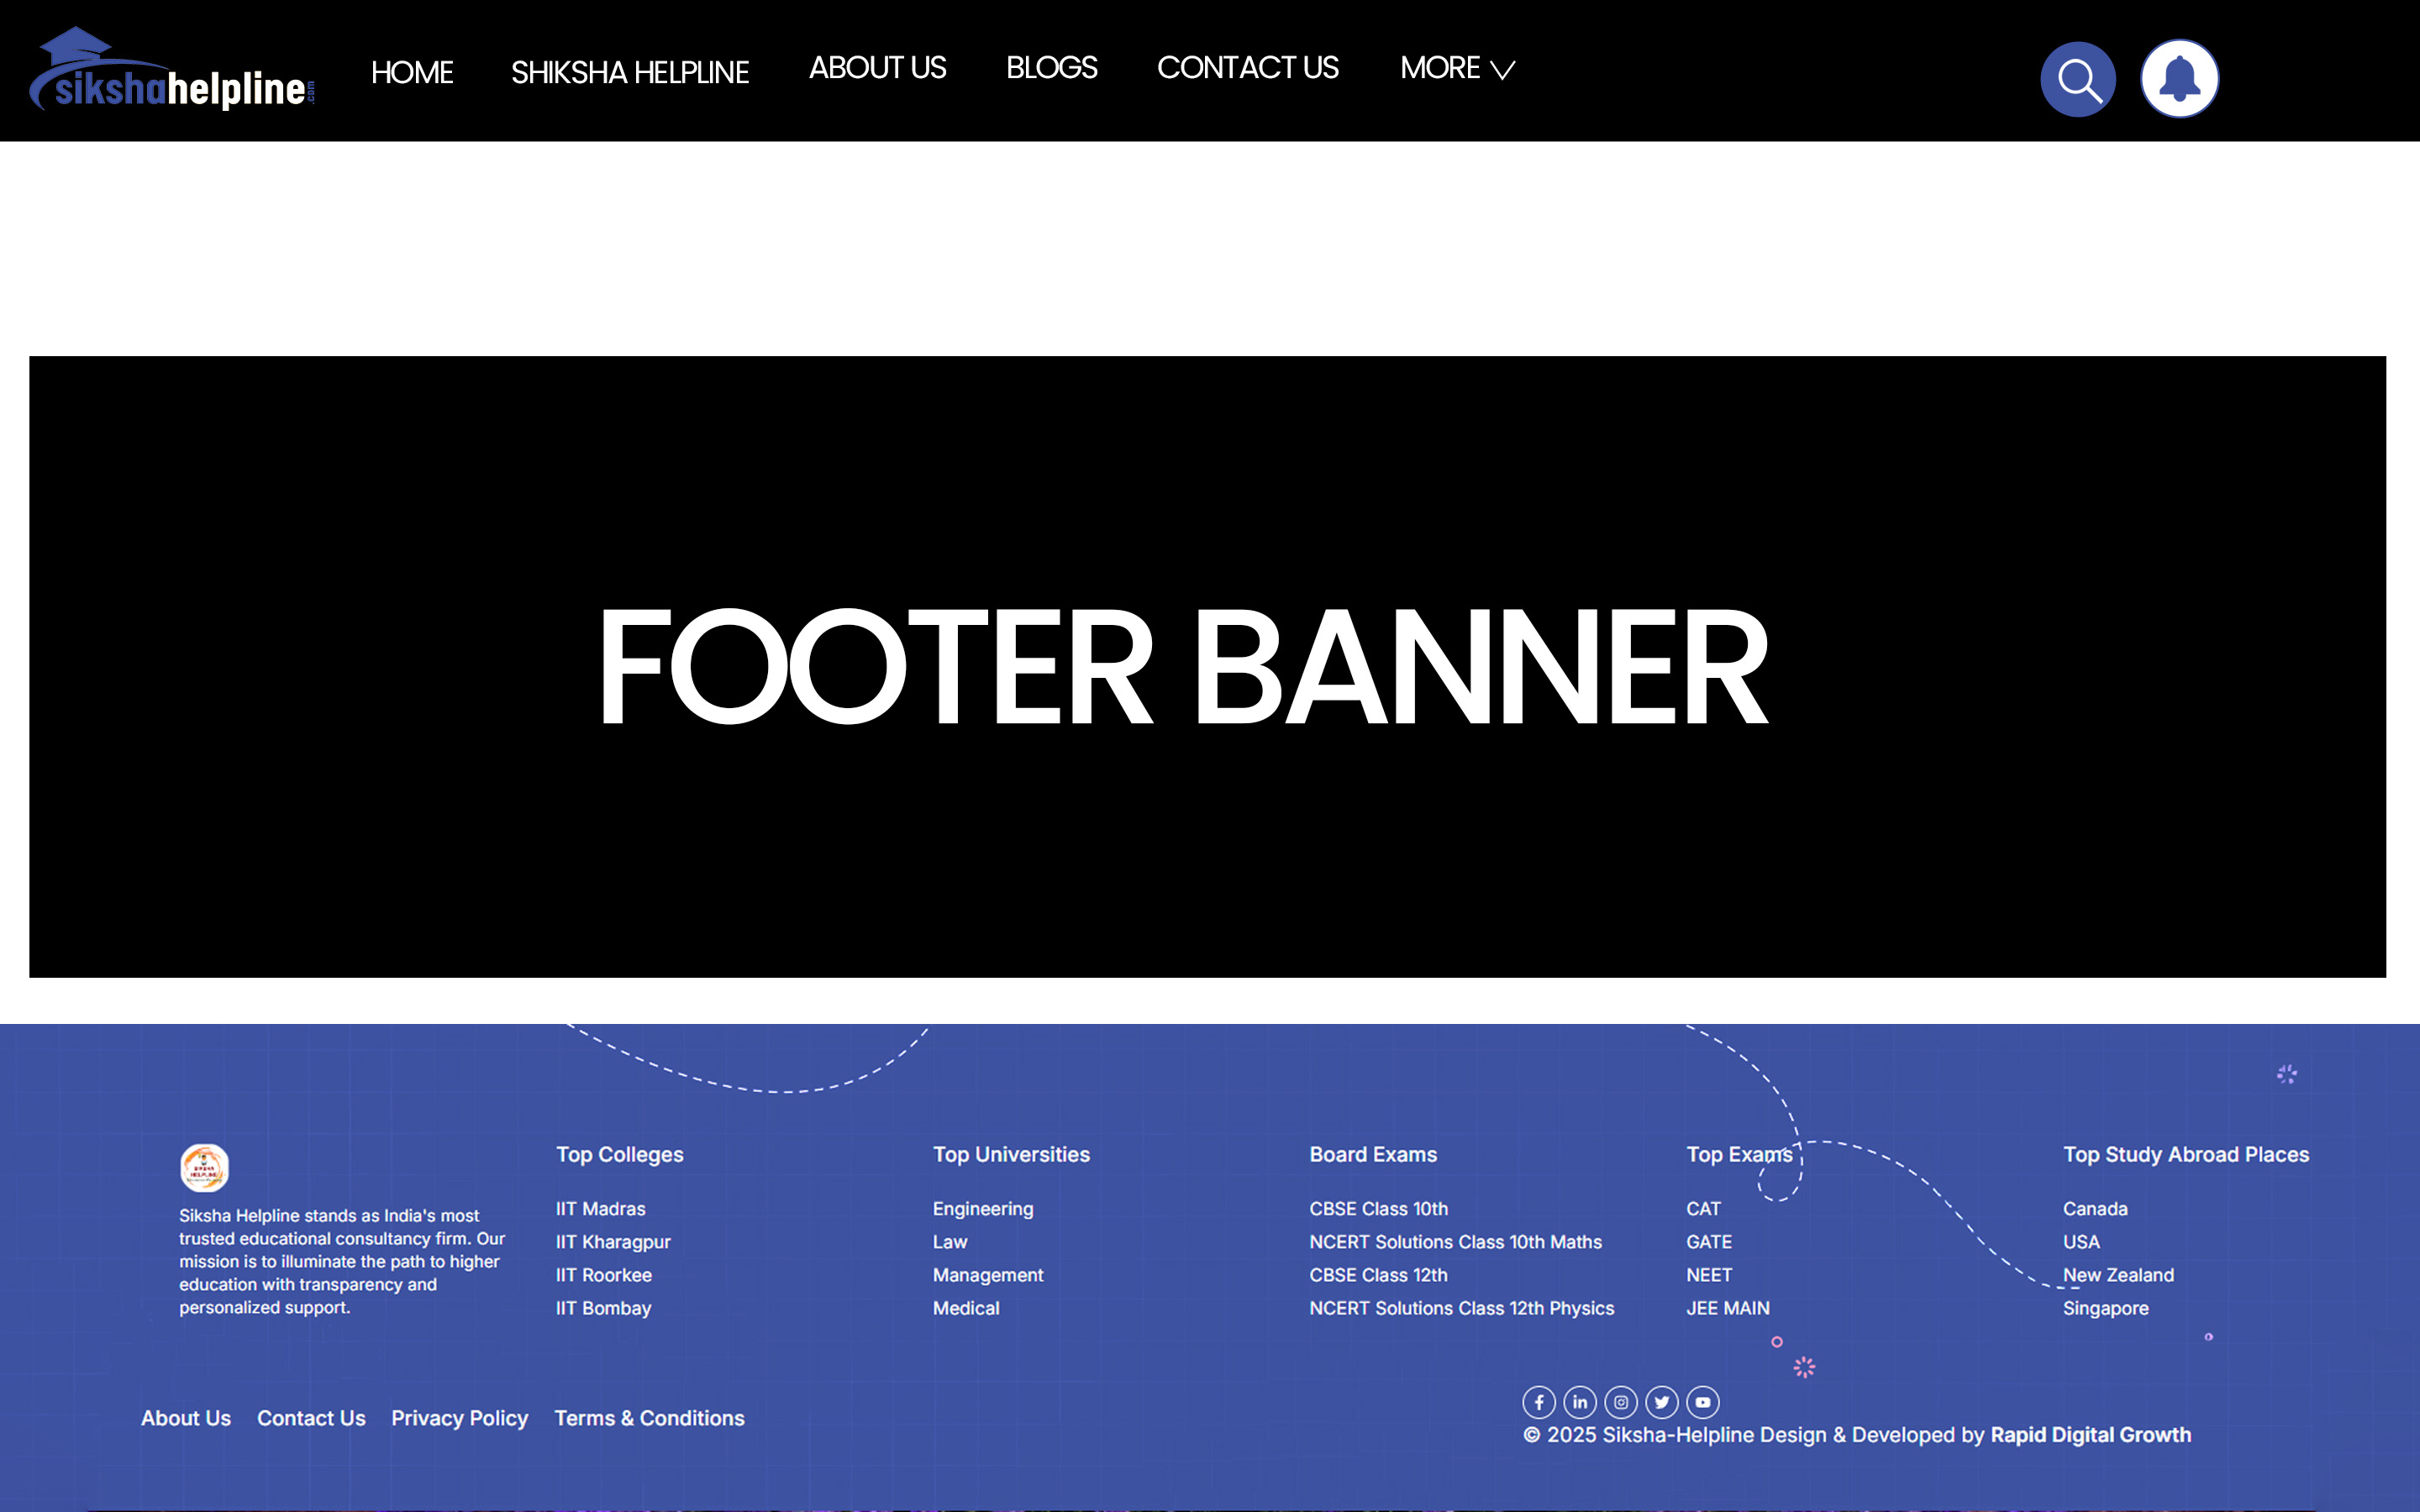 sikshahelpline.com
HOME
SHIKSHA HELPLINE
ABOUT US
BLOGS
CONTACT US
MORE
FOOTER BANNER
Siksha Helpline stands as India's most
trusted educational consultancy firm. Our
mission is to illuminate the path to higher
education with transparency and
personalized support.
Top Colleges
IIT Madras
IIT Kharagpur
IIT Roorkee
IIT Bombay
Top Universities
Engineering
Law
Management
Medical
Board Exams
CBSE Class 10th
NCERT Solutions Class 10th Maths
CBSE Class 12th
NCERT Solutions Class 12th Physics
Top Exams
CAT
GATE
NEET
JEE MAIN
Top Study Abroad Places
Canada
USA
New Zealand
Singapore
About Us
Contact Us
Privacy Policy
Terms & Conditions
© 2025 Siksha-Helpline Design & Developed by Rapid Digital Growth